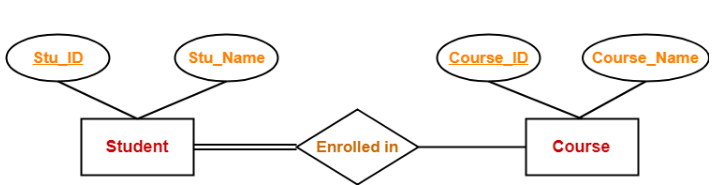 Stu_ID
Stu_Name
Course_ID
Course_Name
Student
Enrolled in
Course